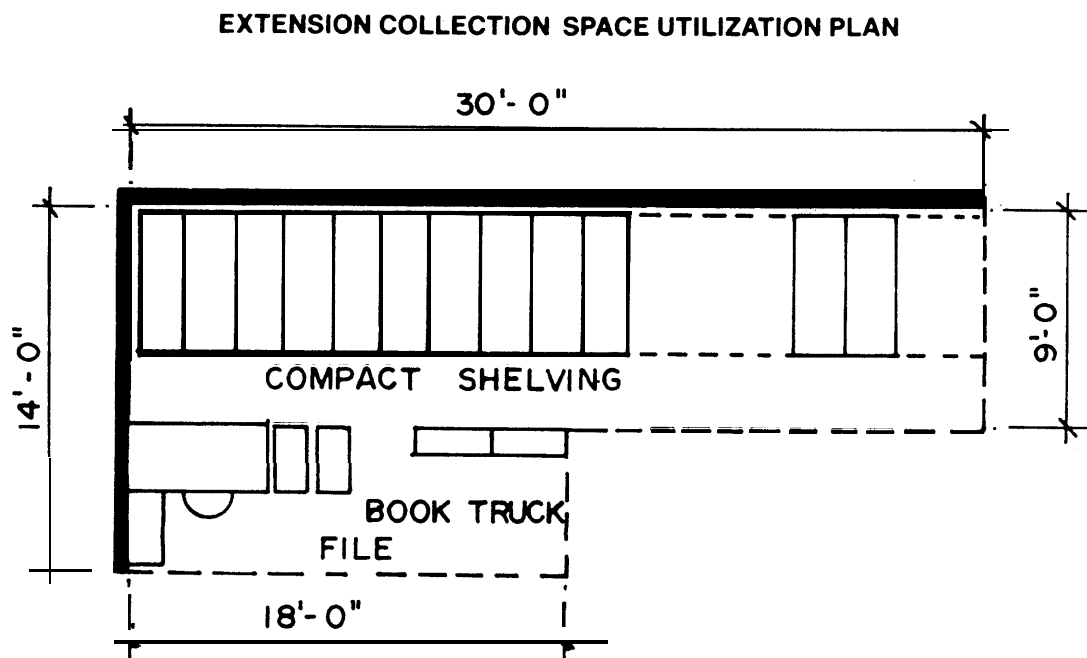 EXTENSION COLLECTION SPACE UTILIZATION PLAN
30'-0"
14'-0"
9'-0"
COMPACT SHELVING
BOOK TRUCK
FILE
18'-0"